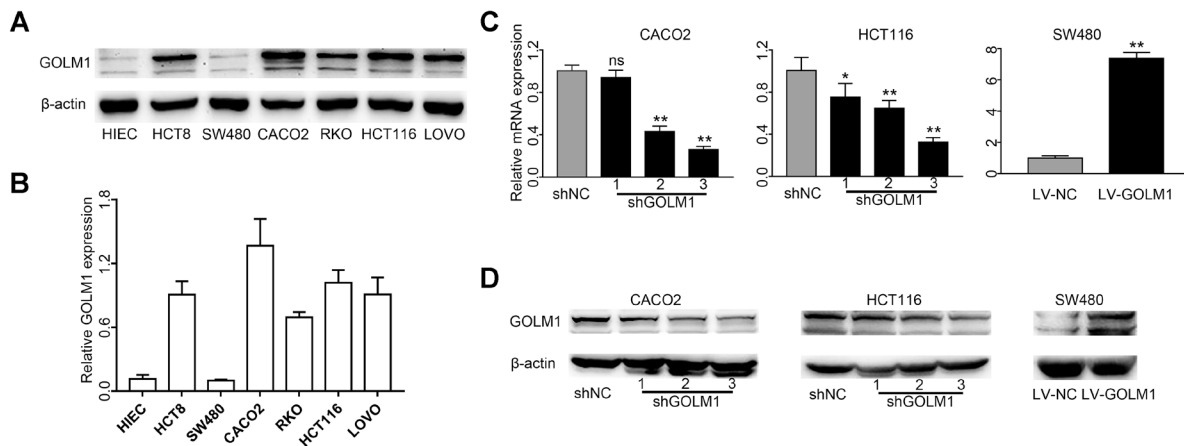 A
GOLM1
β-actin
HIEC HCT8 SW480 CACO2 RKO HCT116 LOVO
B
Relative GOLM1 expression
1.8
1.2
0.6
0.0
HIEC HCT8 SW480 CACO2 RKO HCT116 LOVO
C
Relative mRNA expression
CACO2
1.2
0.8
0.4
0.0
ns ** **
shNC 1 2 3
shGOLM1
HCT116
1.2
0.8
0.4
0.0
* ** **
shNC 1 2 3
shGOLM1
SW480
8
6
4
2
0
**
LV-NC LV-GOLM1
D
CACO2 HCT116 SW480
GOLM1
β-actin
shNC 1 2 3 shNC 1 2 3 LV-NC LV-GOLM1
shGOLM1 shGOLM1